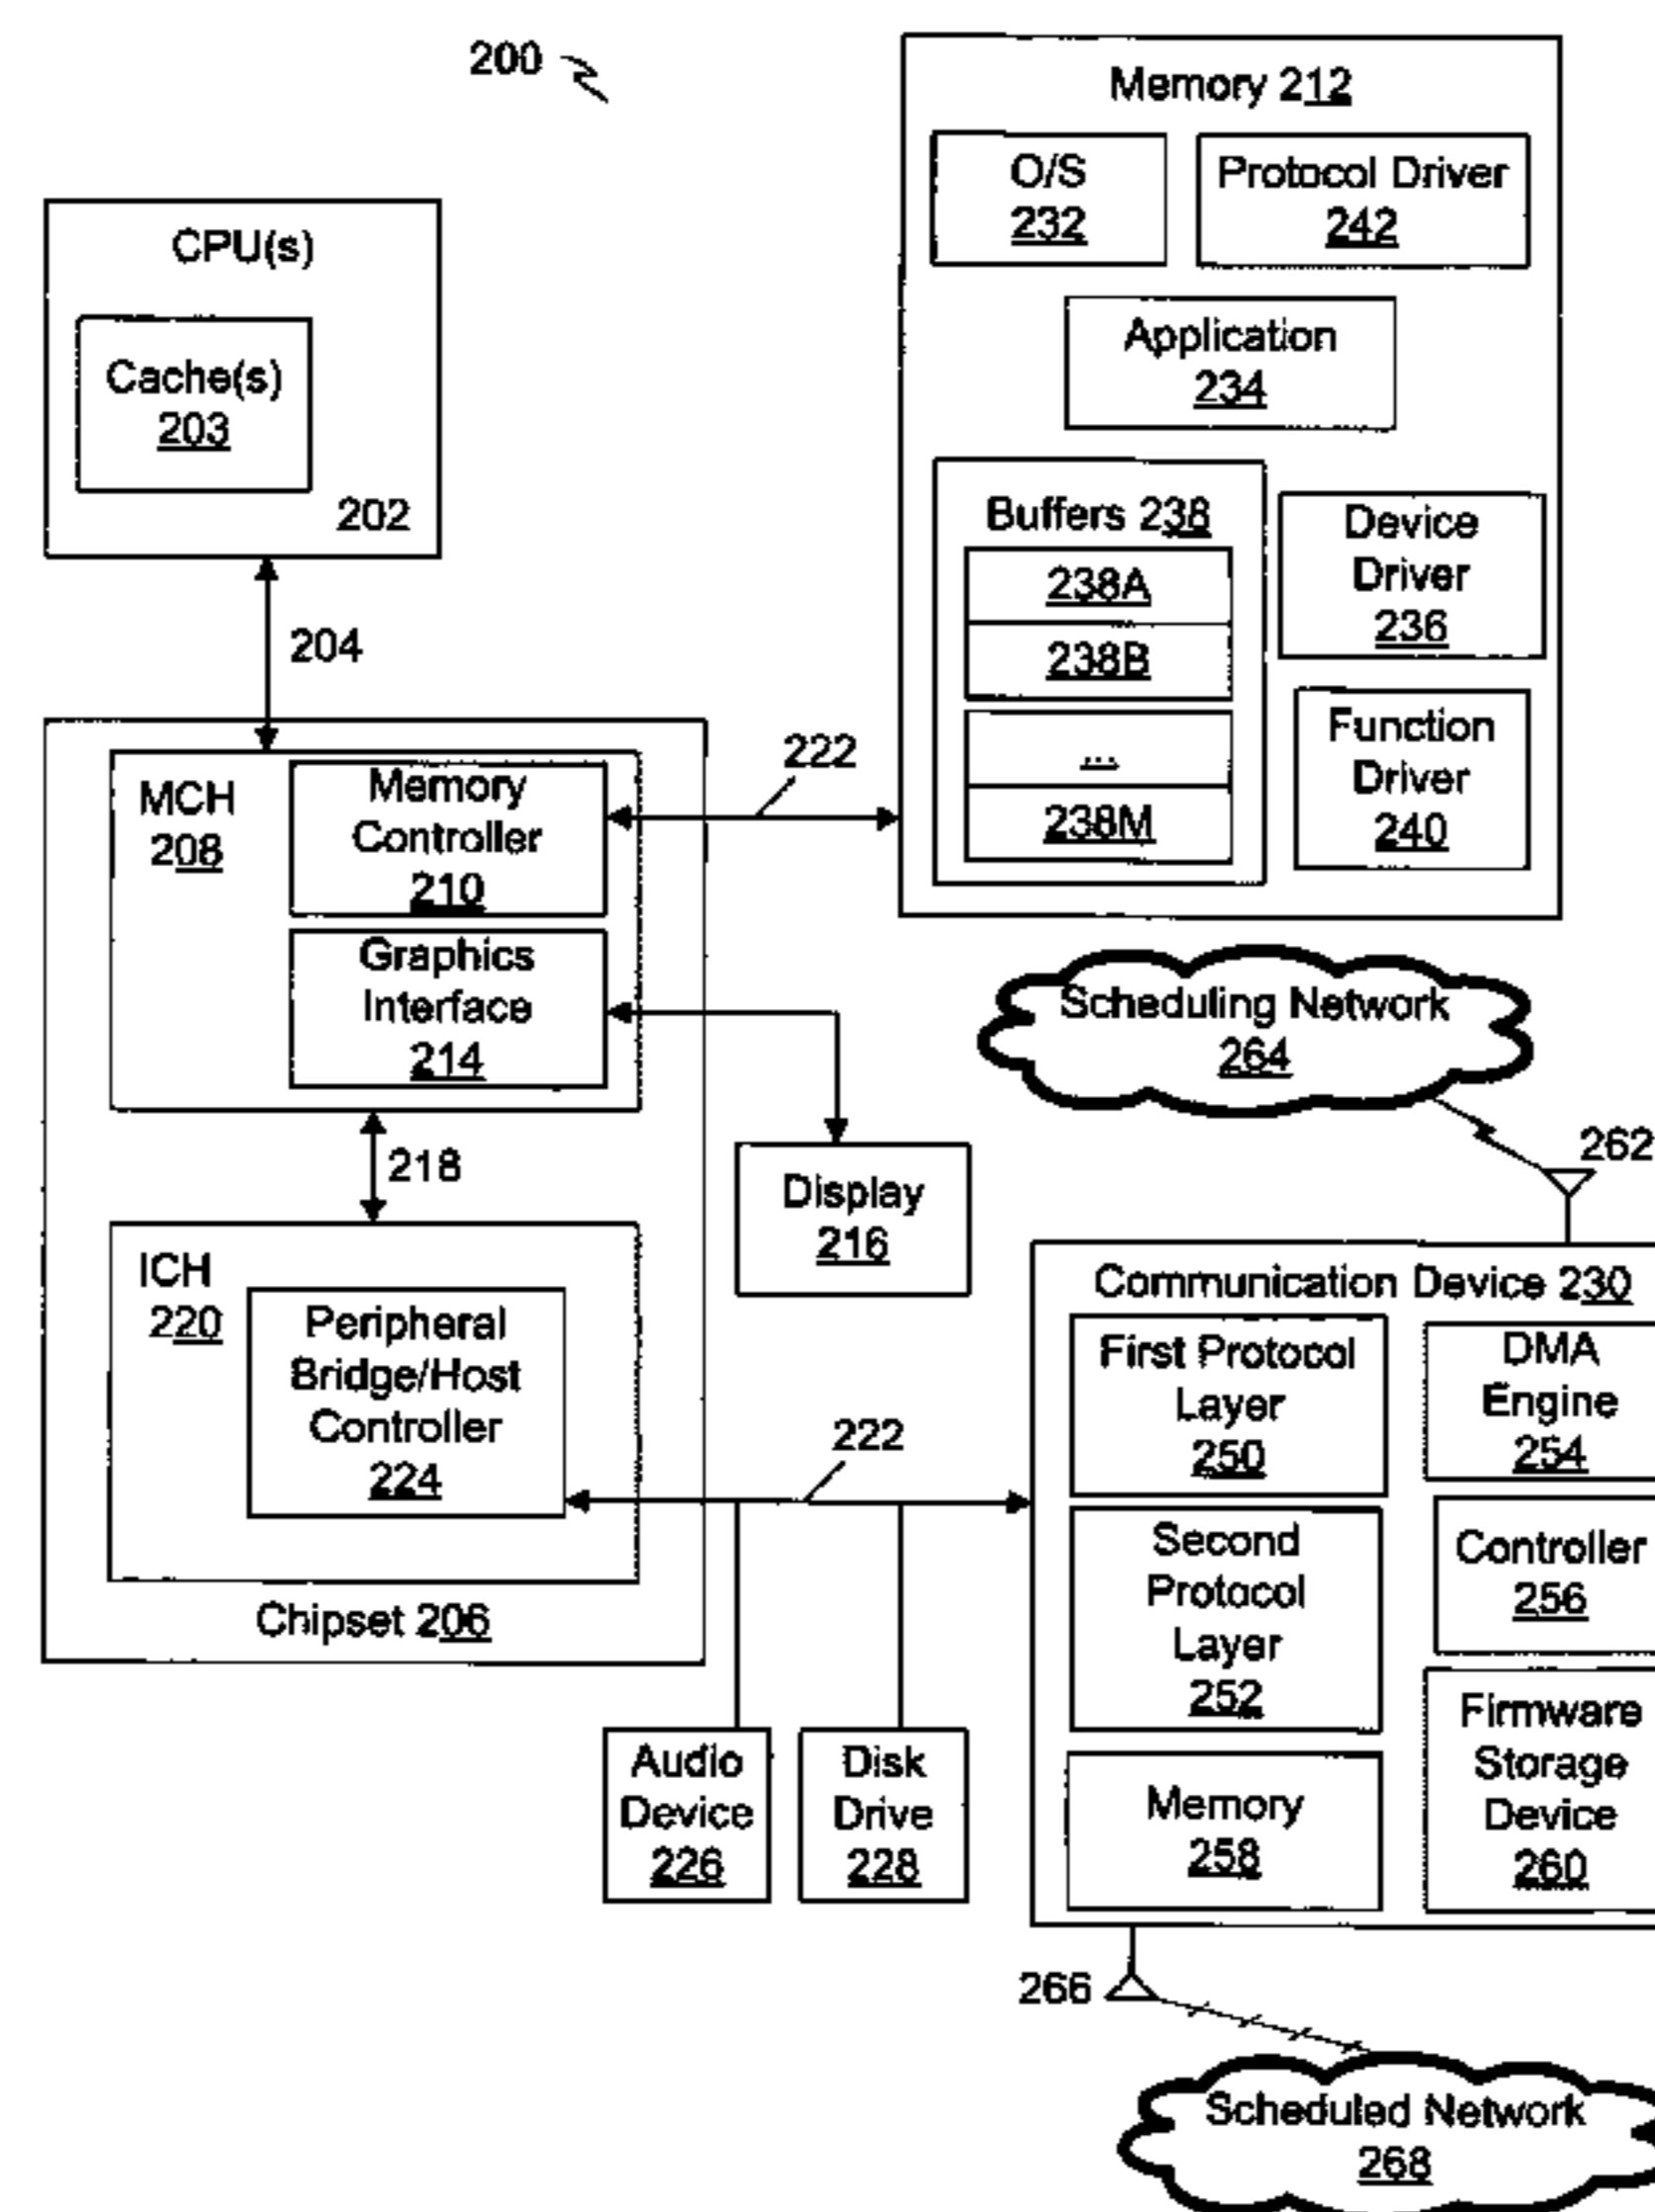 200
Memory 212
O/S
232
Protocol Driver
242
Application
234
Buffers 238
238A
238B
...
238M
Device
Driver
236
Function
Driver
240
CPU(s)
Cache(s)
203
202
204
MCH
208
Memory
Controller
210
Graphics
Interface
214
222
218
Display
216
ICH
220
Peripheral
Bridge/Host
Controller
224
Chipset 206
222
Audio
Device
226
Disk
Drive
228
Scheduling Network
264
262
Communication Device 230
First Protocol
Layer
250
DMA
Engine
254
Second
Protocol
Layer
252
Controller
256
Memory
258
Firmware
Storage
Device
260
266
Scheduled Network
268